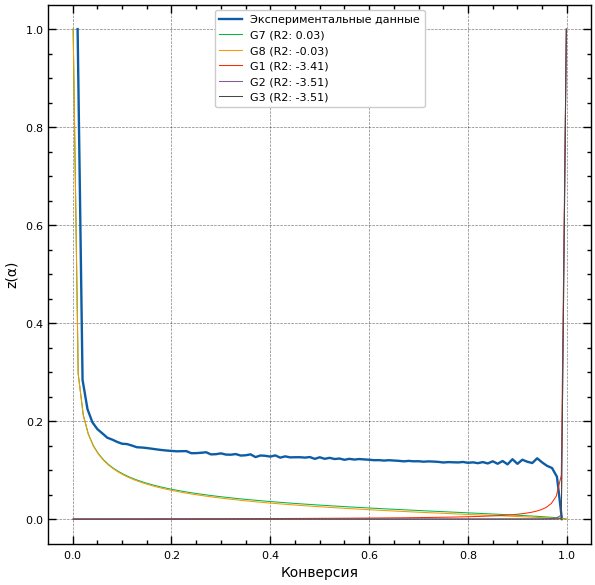 Экспериментальные данные
G7 (R2: 0.03)
G8 (R2: -0.03)
G1 (R2: -3.41)
G2 (R2: -3.51)
G3 (R2: -3.51)
1.0
0.8
0.6
0.4
0.2
0.0
z(α)
0.0 0.2 0.4 0.6 0.8 1.0
Конверсия